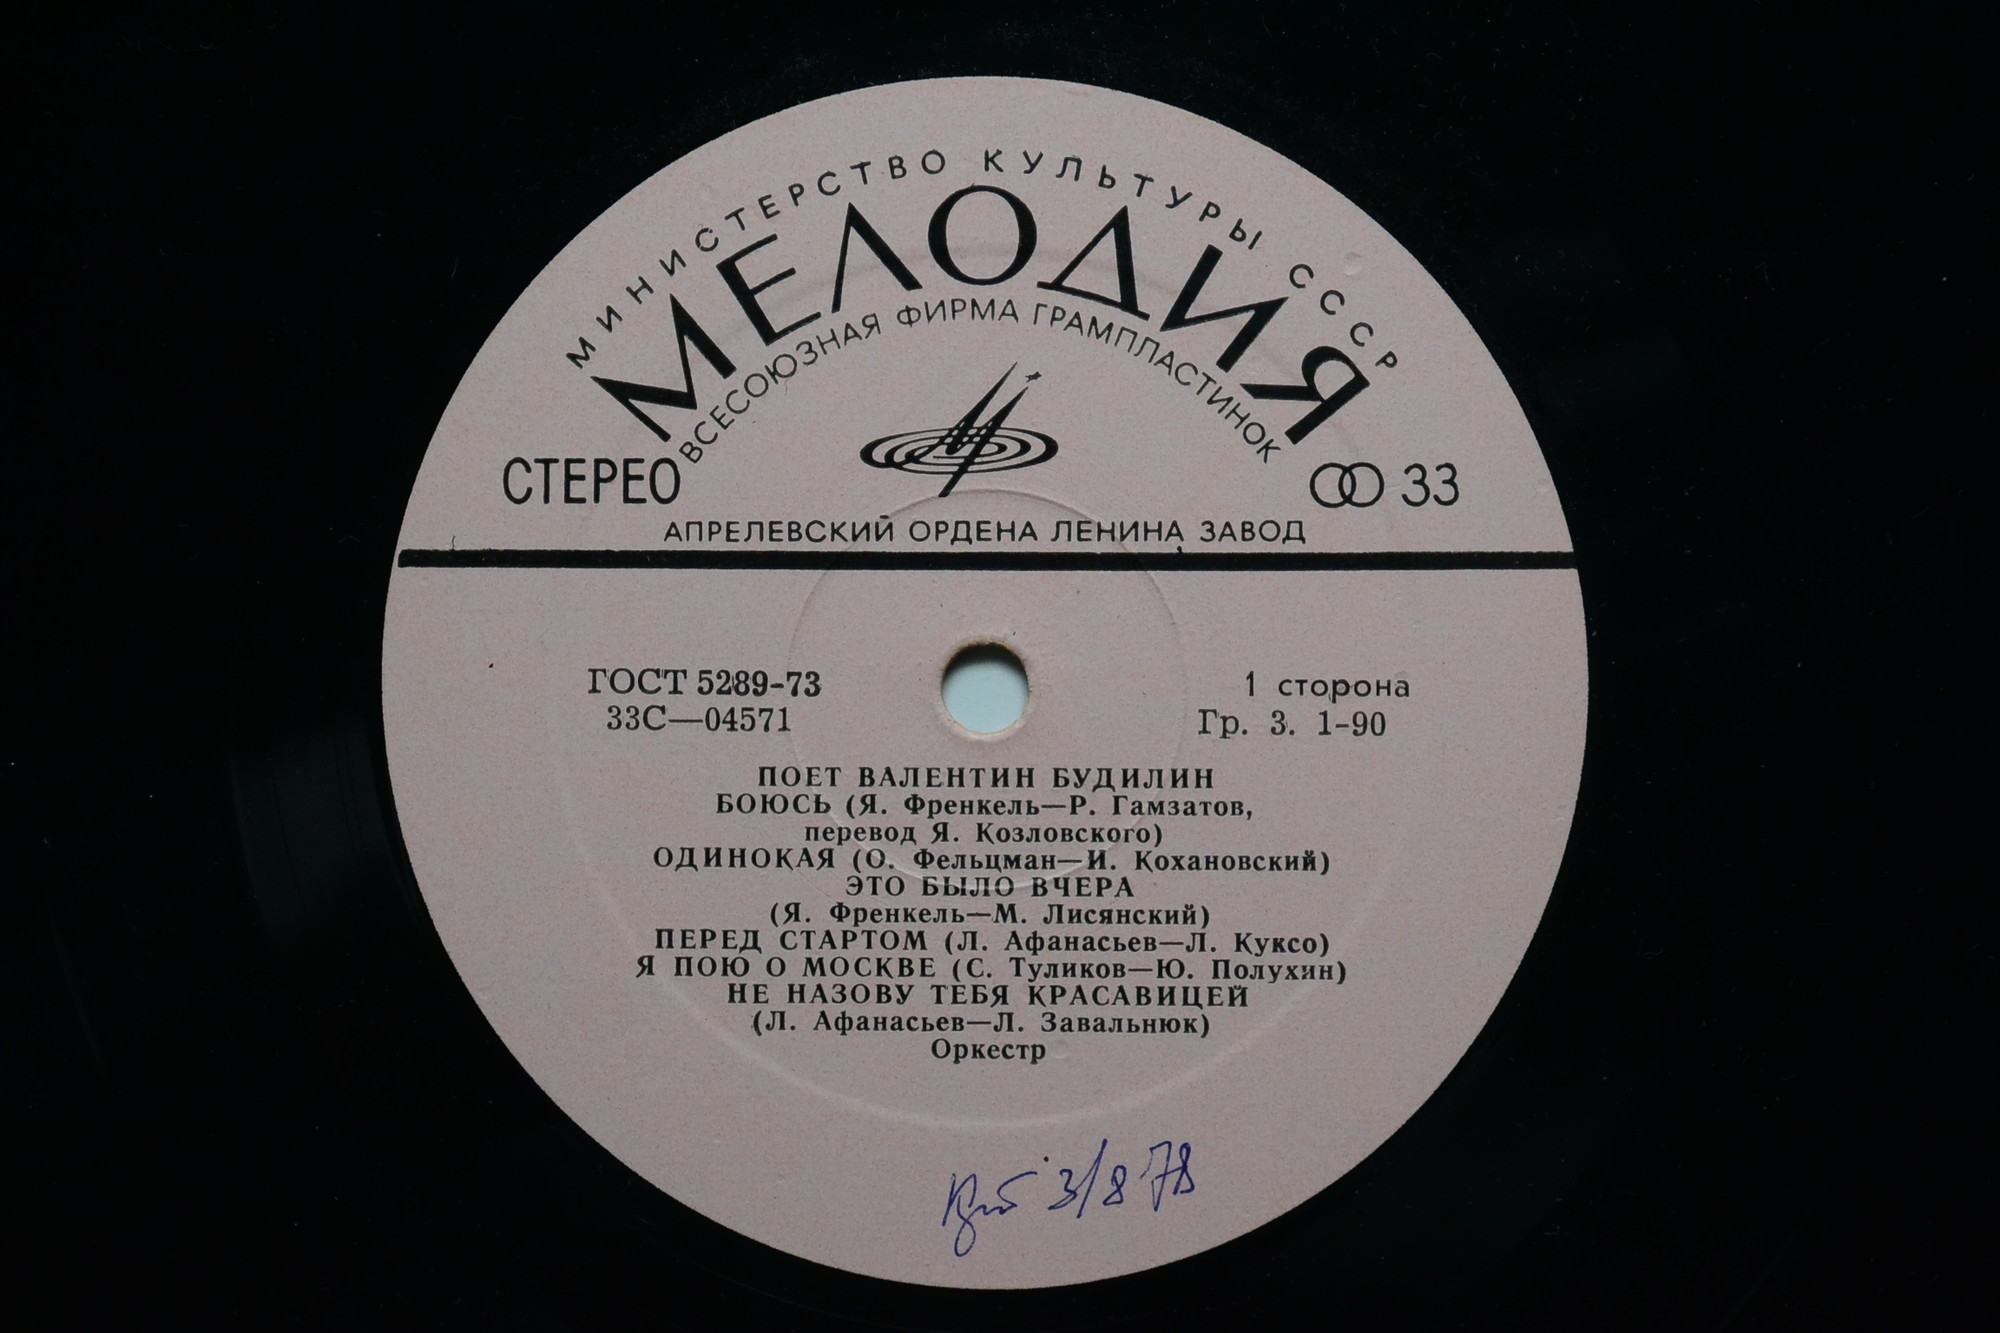 МИНИСТЕРСТВО КУЛЬТУРЫ СССР
МЕЛОДИЯ
ВСЕСОЮЗНАЯ ФИРМА ГРАМПЛАСТИНОК
СТЕРЕО
33
АПРЕЛЕВСКИЙ ОРДЕНА ЛЕНИНА ЗАВОД
ГОСТ 5289-73
33С—04571
1 сторона
Гр. 3. 1-90
ПОЕТ ВАЛЕНТИН БУДИЛИН
БОЮСЬ (Я. Френкель—Р. Гамзатов,
перевод Я. Козловского)
ОДИНОКАЯ (О. Фельцман—И. Кохановский)
ЭТО БЫЛО ВЧЕРА
(Я. Френкель—М. Лисянский)
ПЕРЕД СТАРТОМ (Л. Афанасьев—Л. Куксо)
Я ПОЮ О МОСКВЕ (С. Туликов—Ю. Полухин)
НЕ НАЗОВУ ТЕБЯ КРАСАВИЦЕЙ
(Л. Афанасьев—Л. Завальнюк)
Оркестр
3/8 78